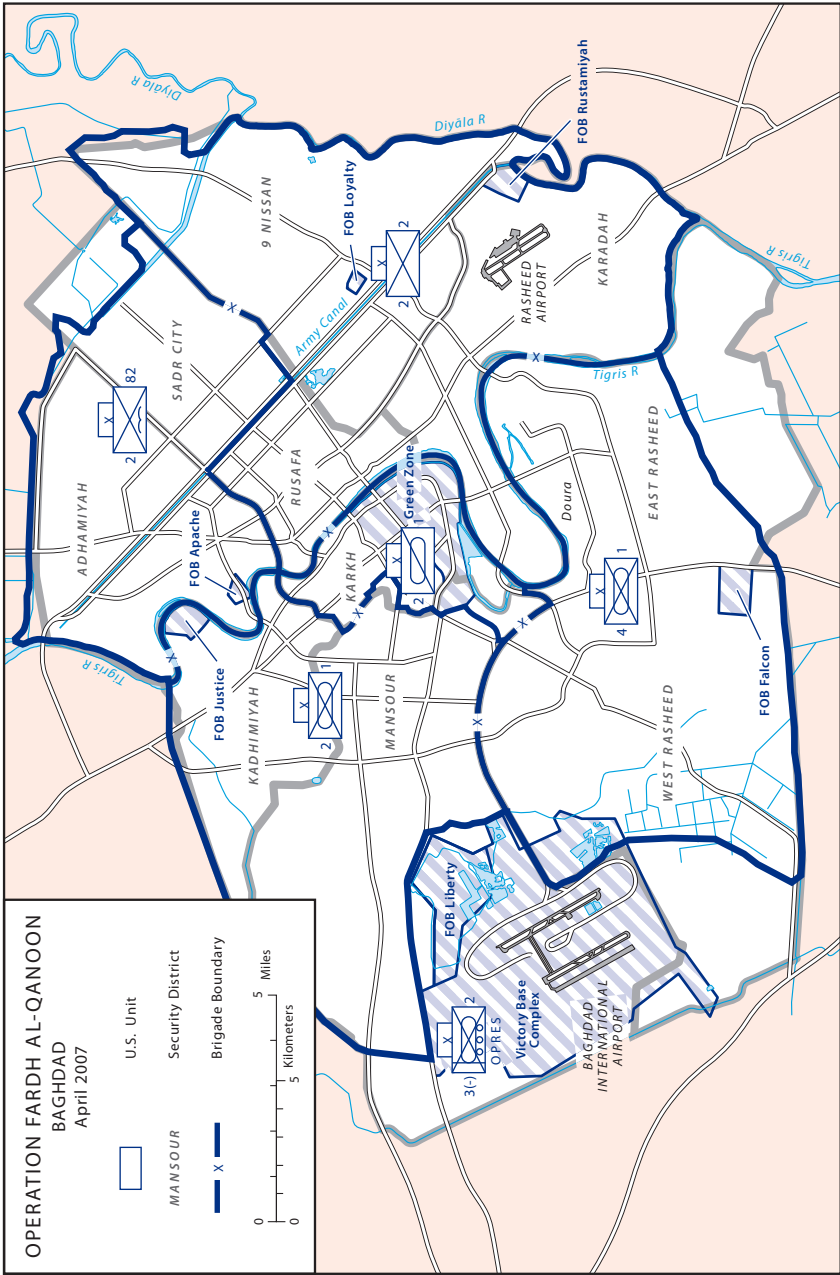 OPERATION FARDH AL-QANOON
BAGHDAD
April 2007
U.S. Unit
MANSOUR
Security District
X
Brigade Boundary
0
5
Miles
0
5
Kilometers
Diyāla R
Diyāla R
FOB Rustamiyah
9 NISSAN
FOB Loyalty
X
2
2
Army Canal
RASHEED
AIRPORT
KARADAH
Tigris R
X
SADR CITY
X
2
82
ADHAMIYAH
RUSAFA
FOB Apache
X
Green Zone
X
Tigris R
KARKH
X
2
1
X
Doura
EAST RASHEED
Tigris R
X
FOB Justice
KADHIMIYAH
X
2
1
MANSOUR
X
X
X
4
1
FOB Falcon
WEST RASHEED
FOB Liberty
X
3(-)
2
OPRES
Victory Base
Complex
BAGHDAD
INTERNATIONAL
AIRPORT